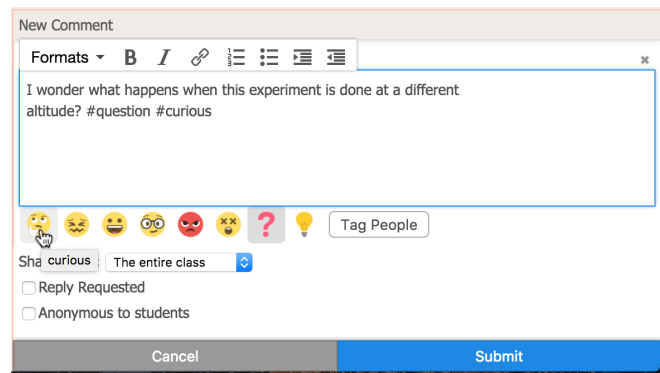 New Comment
Formats
I wonder what happens when this experiment is done at a different
altitude? #question #curious
Tag People
Sha curious : The entire class
Reply Requested
Anonymous to students
Cancel Submit